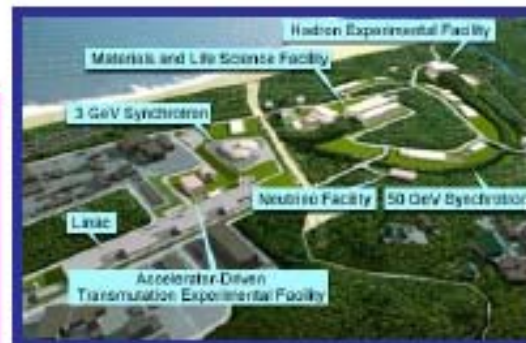 Hadron Experimental Facility
Materials and Life Science Facility
3 GeV Synchrotron
Neutrino Facility
50 GeV Synchrotron
Linac
Accelerator-Driven
Transmutation Experimental Facility